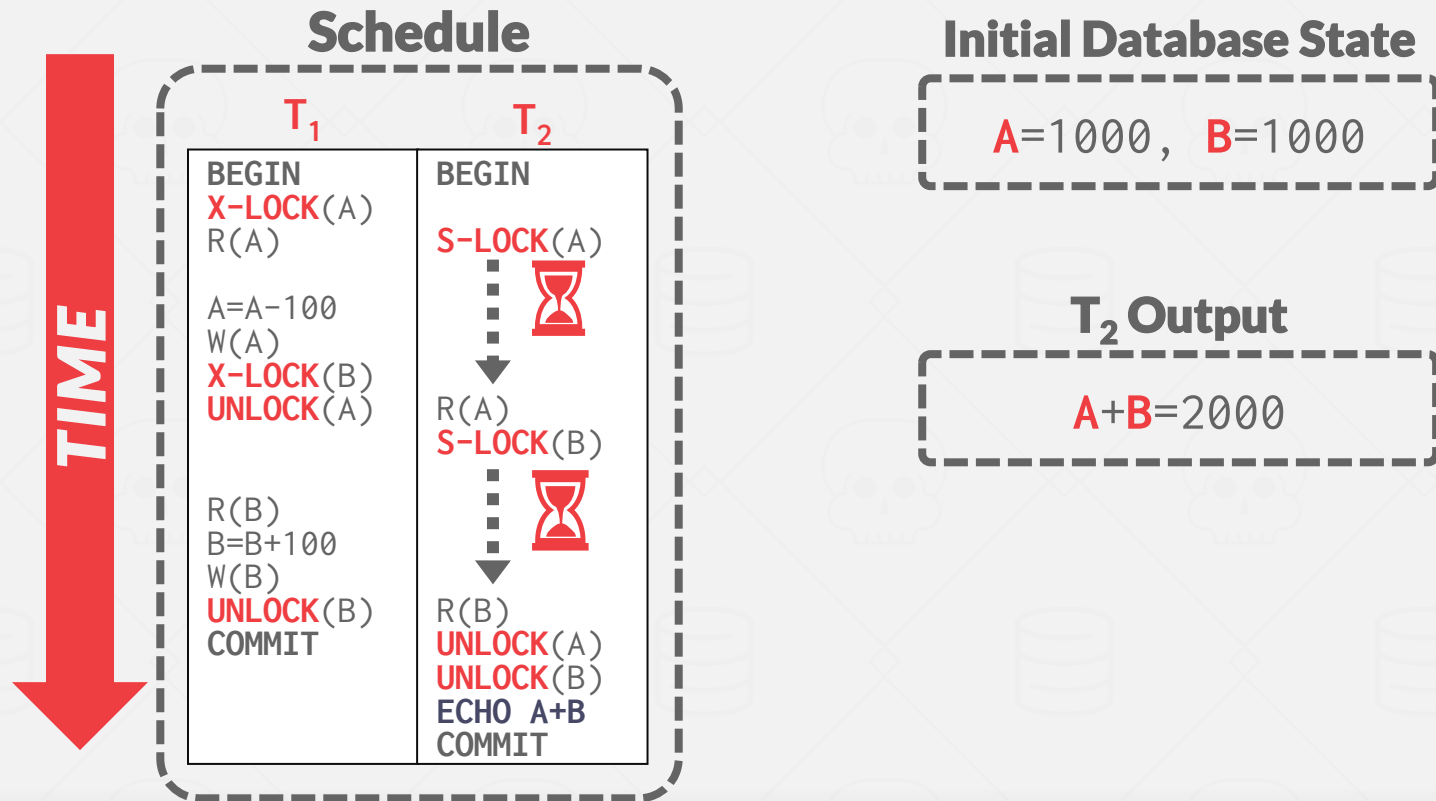 Schedule
TIME
T1
BEGIN
X-LOCK(A)
R(A)
A=A-100
W(A)
X-LOCK(B)
UNLOCK(A)
R(B)
B=B+100
W(B)
UNLOCK(B)
COMMIT
T2
BEGIN
S-LOCK(A)
R(A)
S-LOCK(B)
R(B)
UNLOCK(A)
UNLOCK(B)
ECHO A+B
COMMIT
Initial Database State
A=1000, B=1000
T2 Output
A+B=2000